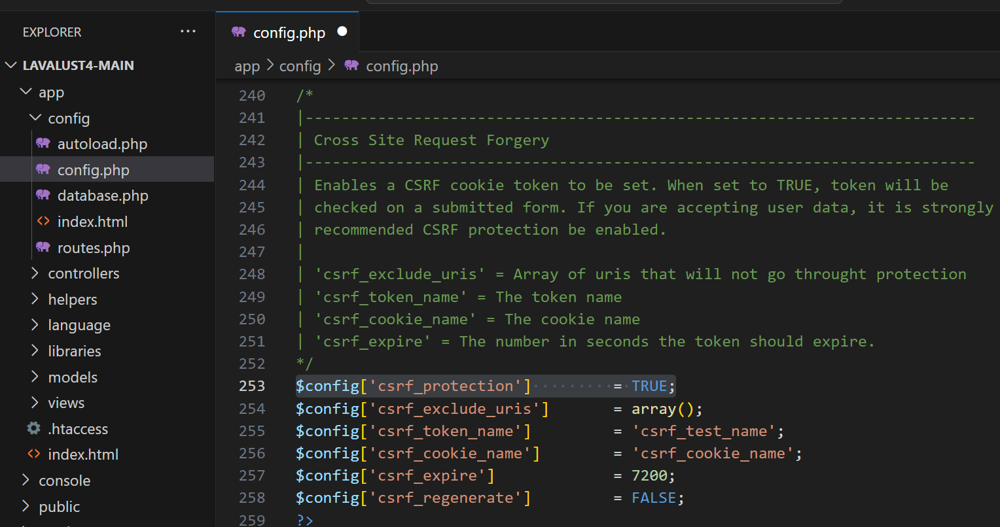 EXPLORER
LAVALUST4-MAIN
app
config
autoload.php
config.php
database.php
index.html
routes.php
controllers
helpers
language
libraries
models
views
.htaccess
index.html
console
public
config.php
app > config > config.php
240 /*
241 |--------------------------------------------------------------------------
242 | Cross Site Request Forgery
243 |--------------------------------------------------------------------------
244 | Enables a CSRF cookie token to be set. When set to TRUE, token will be
245 | checked on a submitted form. If you are accepting user data, it is strongly
246 | recommended CSRF protection be enabled.
247 |
248 | 'csrf_exclude_uris' = Array of uris that will not go throught protection
249 | 'csrf_token_name' = The token name
250 | 'csrf_cookie_name' = The cookie name
251 | 'csrf_expire' = The number in seconds the token should expire.
252 */
253 $config['csrf_protection'] = TRUE;
254 $config['csrf_exclude_uris'] = array();
255 $config['csrf_token_name'] = 'csrf_test_name';
256 $config['csrf_cookie_name'] = 'csrf_cookie_name';
257 $config['csrf_expire'] = 7200;
258 $config['csrf_regenerate'] = FALSE;
259 ?>